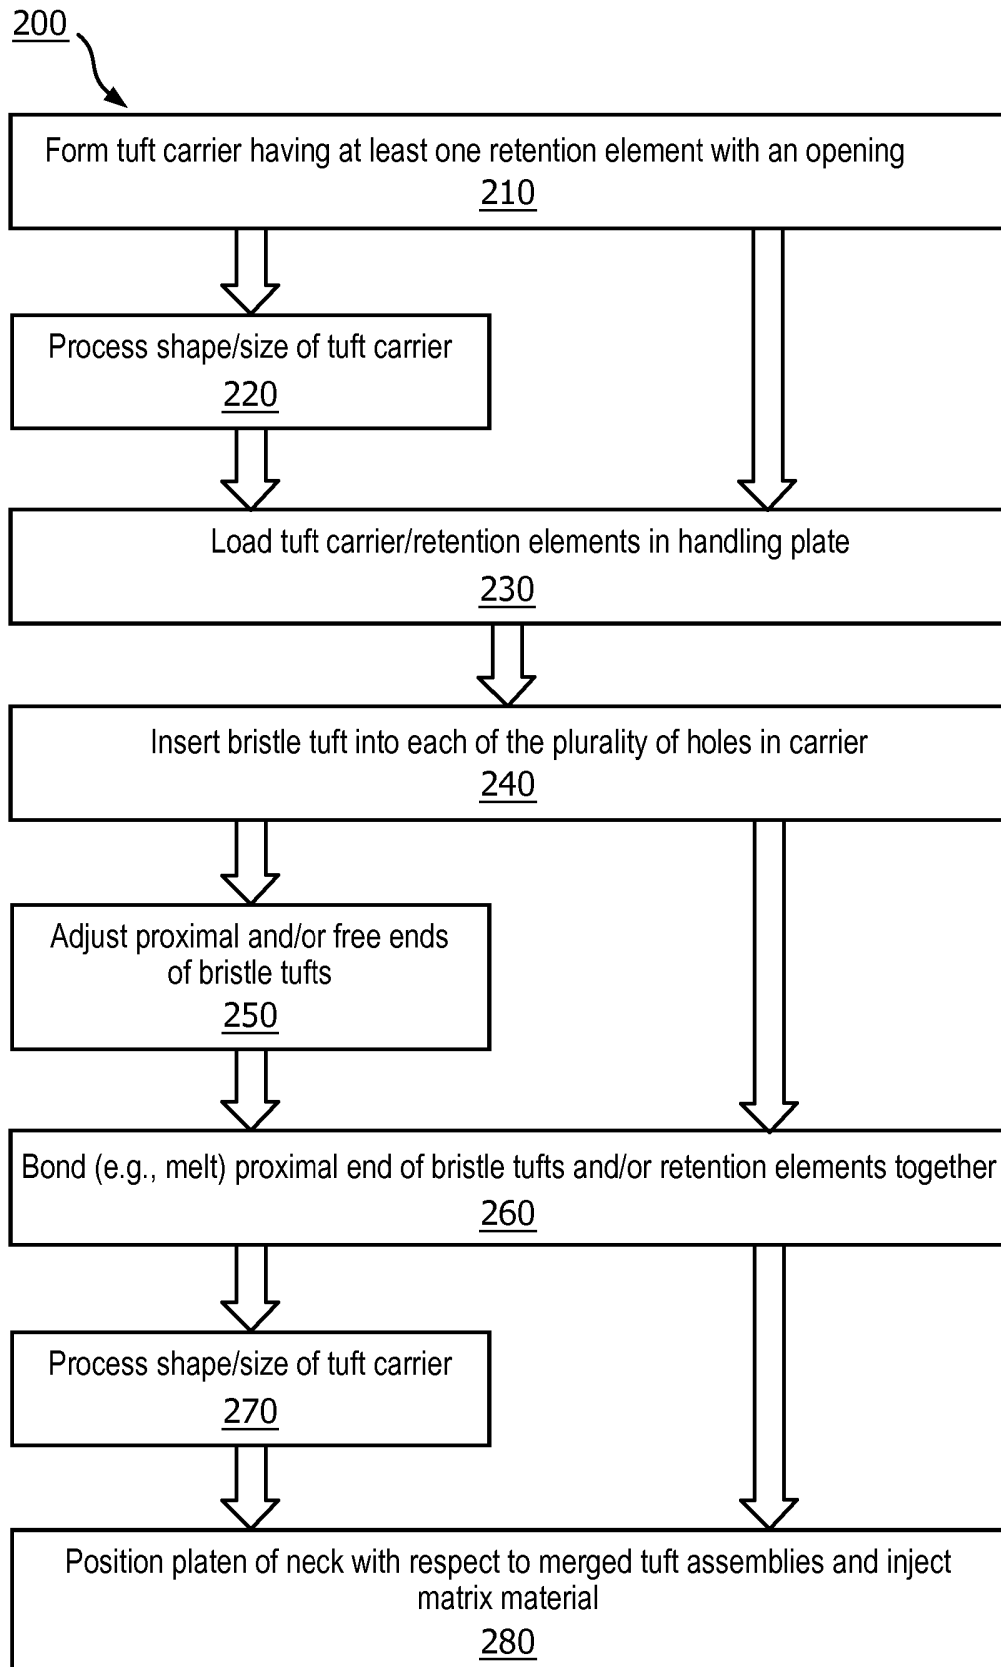 200
Form tuft carrier having at least one retention element with an opening
210
Process shape/size of tuft carrier
220
Load tuft carrier/retention elements in handling plate
230
Insert bristle tuft into each of the plurality of holes in carrier
240
Adjust proximal and/or free ends
of bristle tufts
250
Bond (e.g., melt) proximal end of bristle tufts and/or retention elements together
260
Process shape/size of tuft carrier
270
Position platen of neck with respect to merged tuft assemblies and inject
matrix material
280